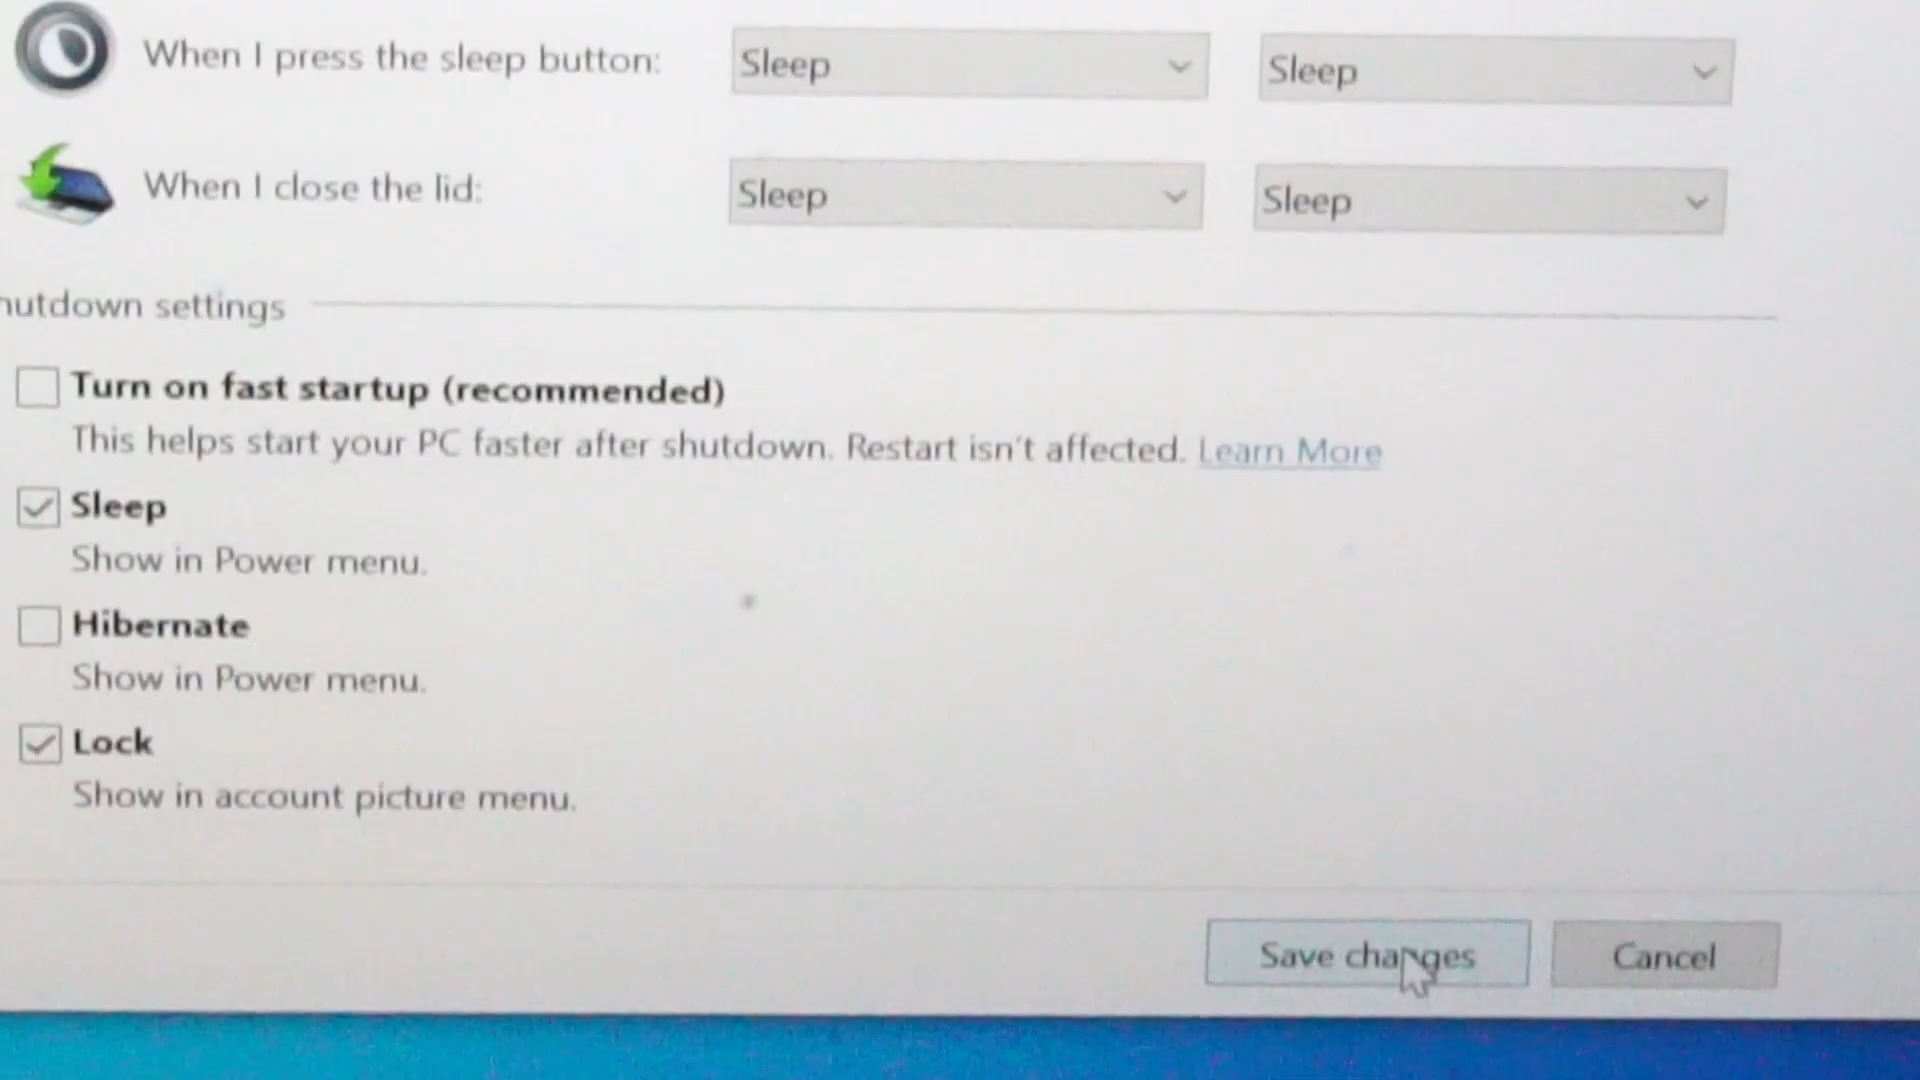 When I press the sleep button: Sleep Sleep
When I close the lid: Sleep Sleep
hutdown settings
Turn on fast startup (recommended)
This helps start your PC faster after shutdown. Restart isn't affected. Learn More
Sleep
Show in Power menu.
Hibernate
Show in Power menu.
Lock
Show in account picture menu.
Save changes Cancel